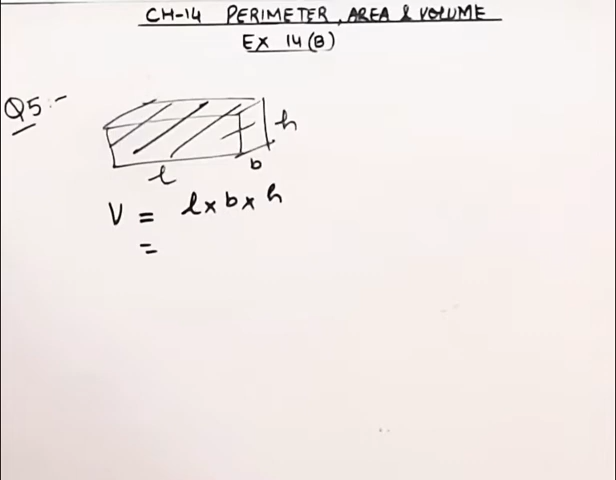 CH-14 PERIMETER, AREA & VOLUME
EX 14(B)
Q5:-
h
b
l
V = l x b x h
=